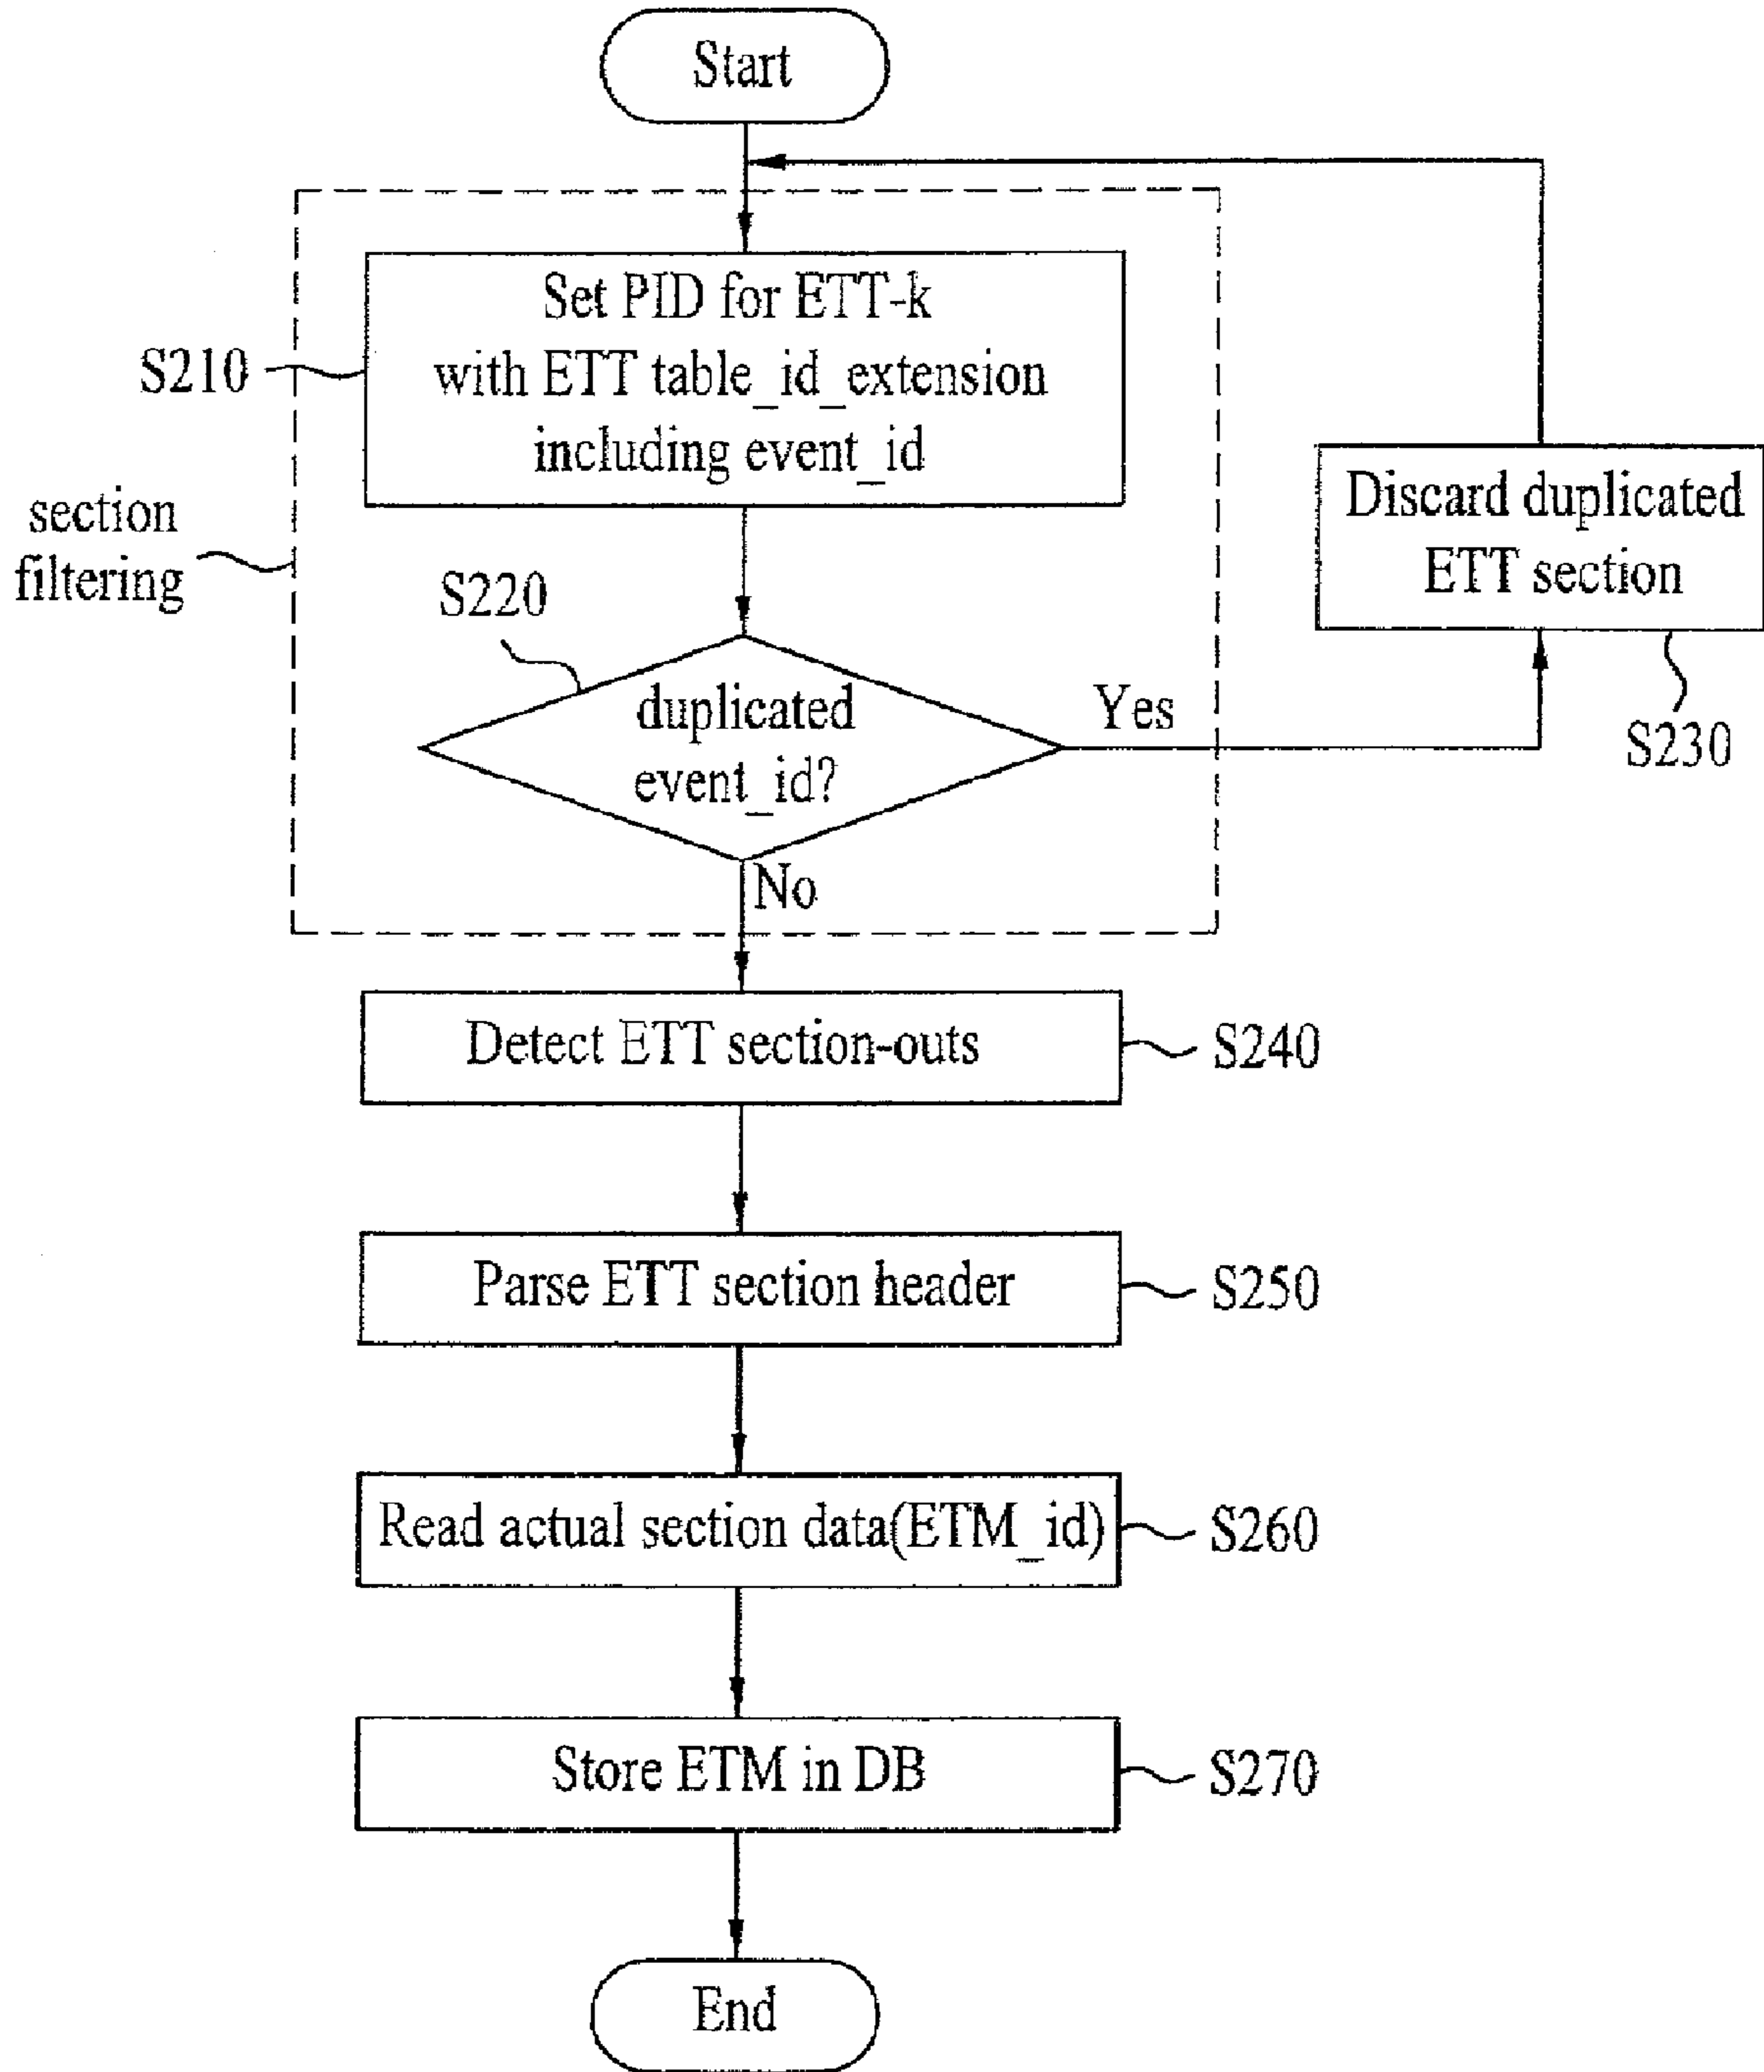 Start
Set PID for ETT-k
with ETT table_id_extension
including event_id
S210
section
filtering
S220
duplicated
event_id?
Yes
No
Discard duplicated
ETT section
S230
Detect ETT section-outs
S240
Parse ETT section header
S250
Read actual section data(ETM_id)
S260
Store ETM in DB
S270
End